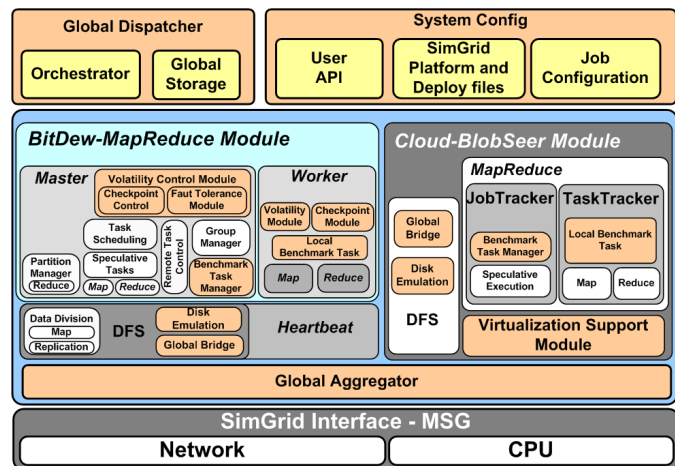 Global Dispatcher
Orchestrator
Global
Storage
System Config
User
API
SimGrid
Platform and
Deploy files
Job
Configuration
BitDew-MapReduce Module
Master
Volatility Control Module
Checkpoint
Control
Faut Tolerance
Module
Task
Scheduling
Speculative
Tasks
Map
Reduce
Remote Task
Control
Group
Manager
Benchmark
Task
Manager
Partition
Manager
Reduce
Worker
Volatility
Module
Checkpoint
Module
Local
Benchmark Task
Map
Reduce
Data Division
Map
Replication
DFS
Disk
Emulation
Global Bridge
Heartbeat
Cloud-BlobSeer Module
Global
Bridge
Disk
Emulation
DFS
MapReduce
JobTracker
Benchmark
Task Manager
Speculative
Execution
TaskTracker
Local Benchmark
Task
Map
Reduce
Virtualization Support
Module
Global Aggregator
SimGrid Interface - MSG
Network
CPU